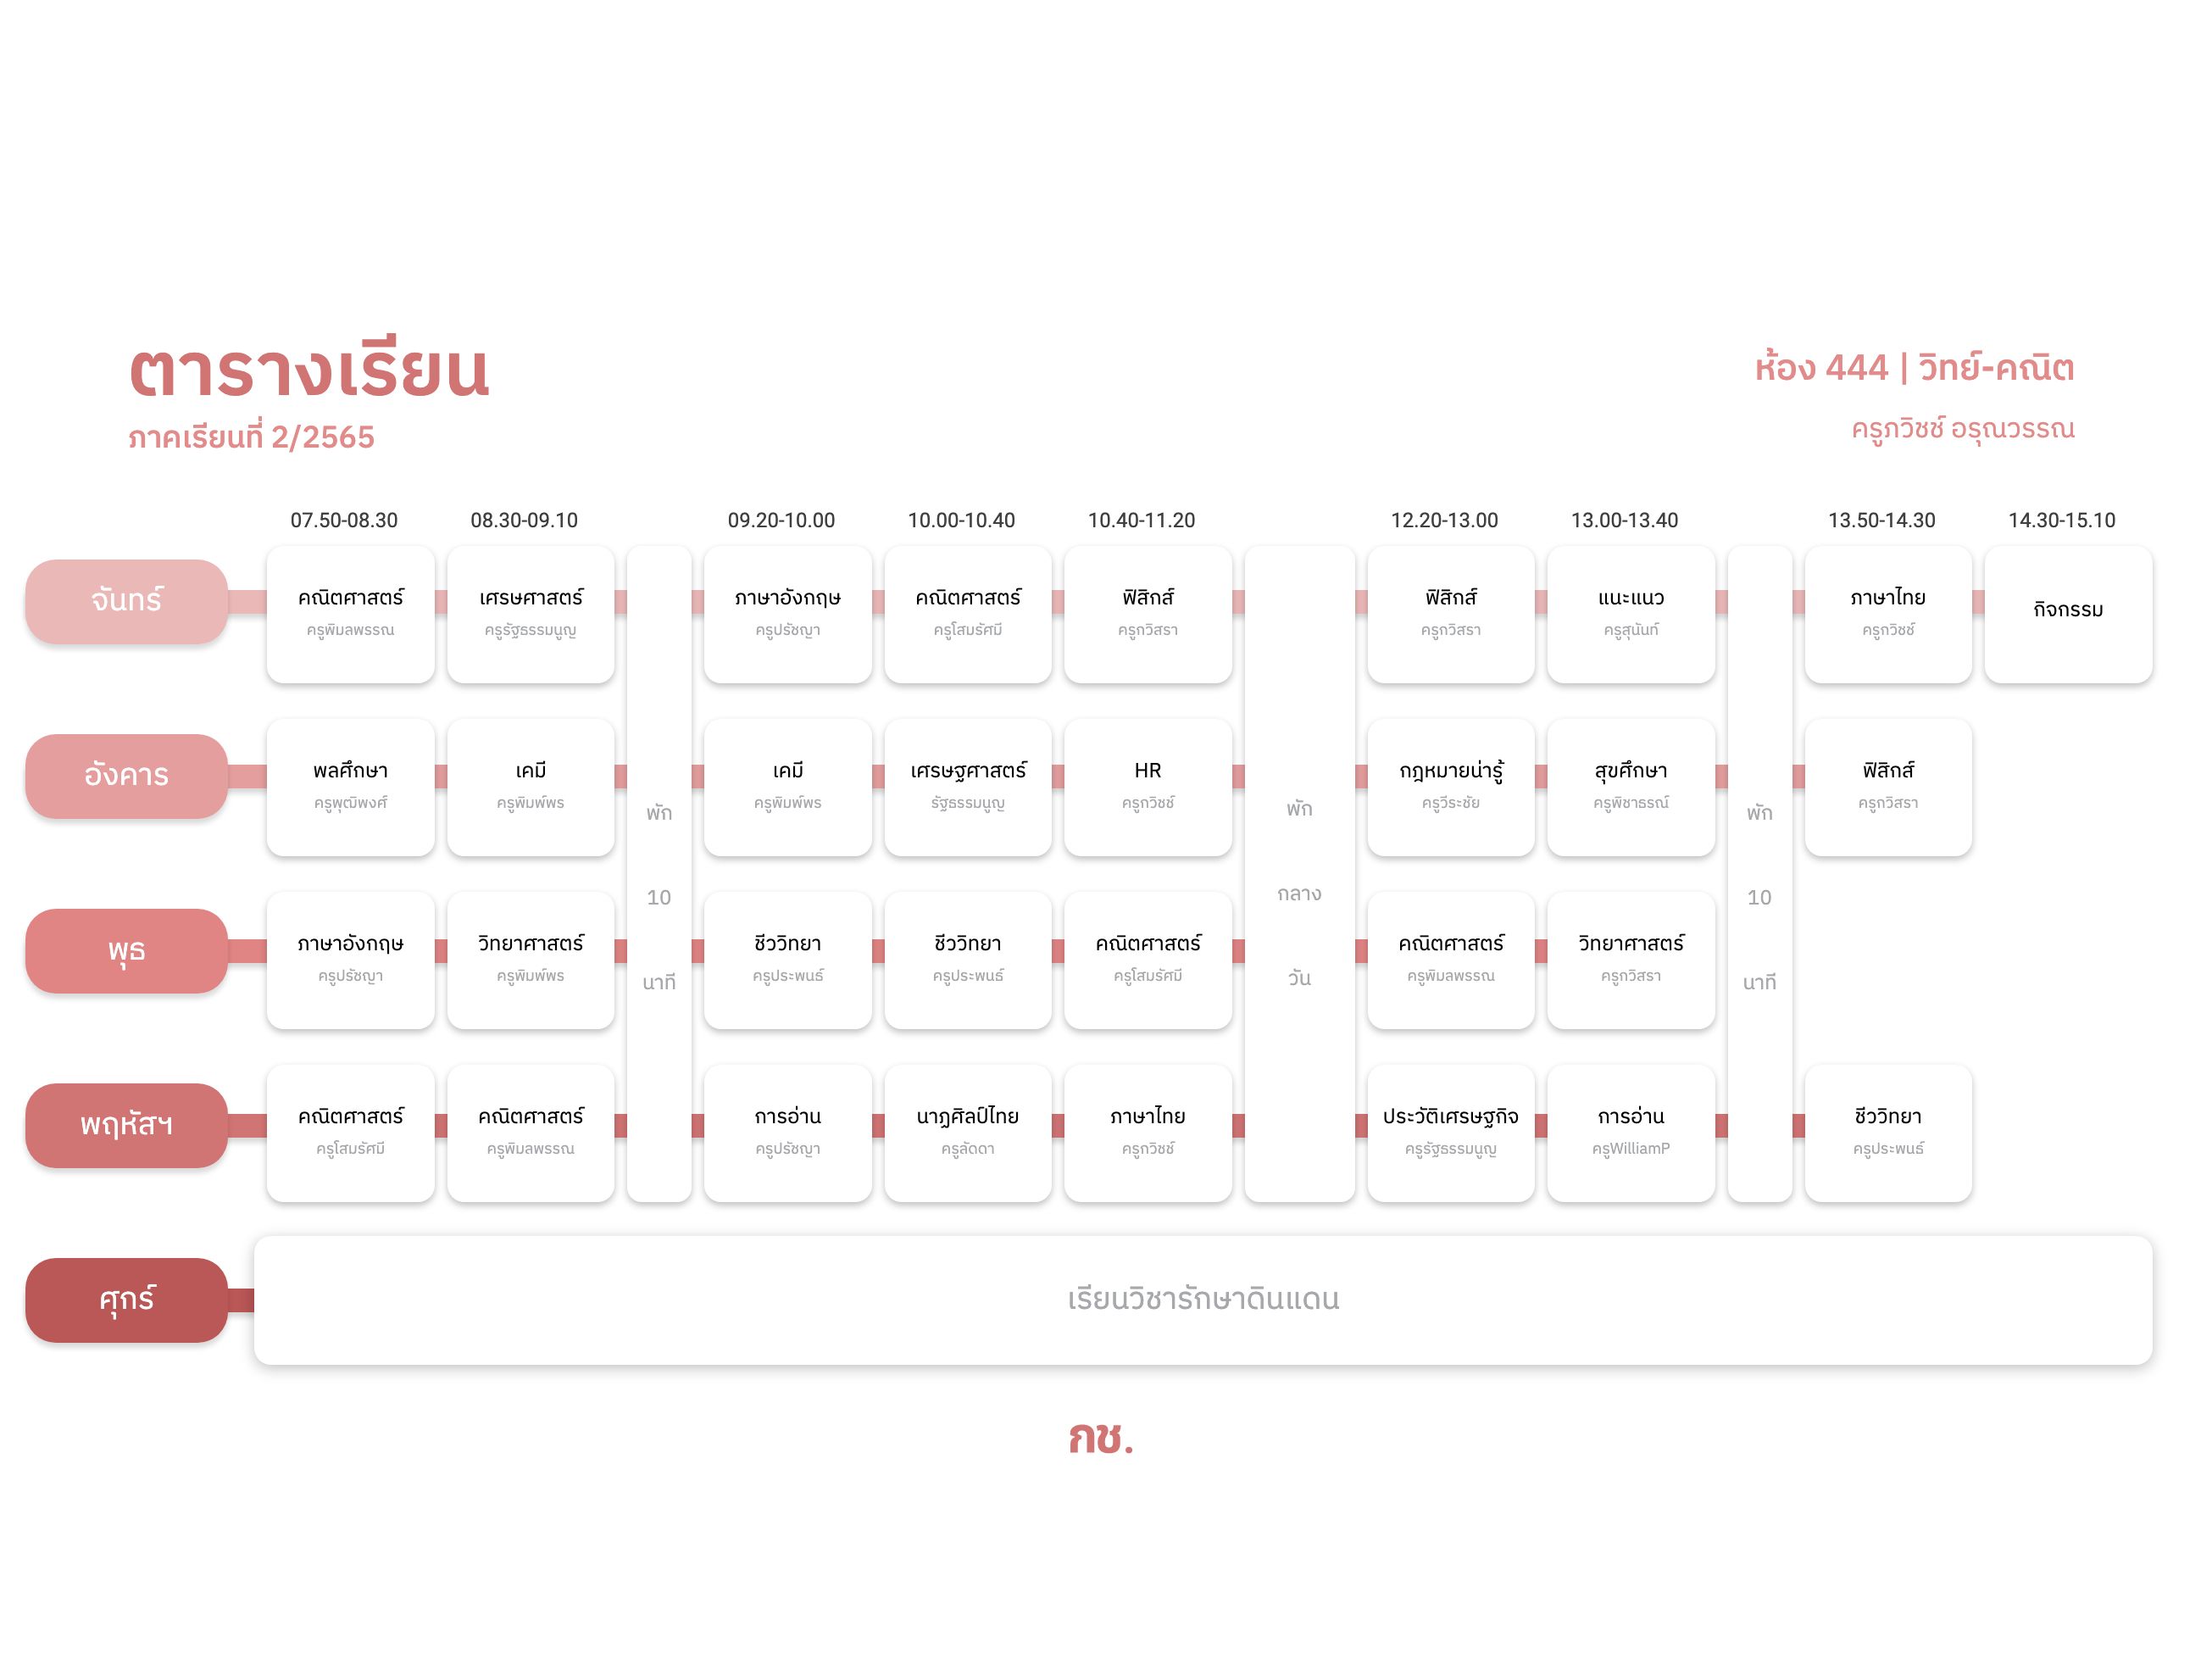 ตารางเรียน
ภาคเรียนที่ 2/2565
ห้อง 444 | วิทย์-คณิต
ครูภวิชช์ อรุณวรรณ
07.50-08.30 08.30-09.10 09.20-10.00 10.00-10.40 10.40-11.20 12.20-13.00 13.00-13.40 13.50-14.30 14.30-15.10
จันทร์
คณิตศาสตร์ เศรษศาสตร์ ภาษาอังกฤษ คณิตศาสตร์ ฟิสิกส์ ฟิสิกส์ แนะแนว ภาษาไทย กิจกรรม
ครูพิมลพรรณ ครูรัฐธรรมนูญ ครูปรัชญา ครูโสมรัศมี ครูกวิสรา ครูกวิสรา ครูสุนันท์ ครูกวิชช์
อังคาร
พลศึกษา เคมี เคมี เศรษฐศาสตร์ HR กฎหมายน่ารู้ สุขศึกษา ฟิสิกส์
ครูพุฒิพงศ์ ครูพิมพ์พร ครูพิมพ์พร รัฐธรรมนูญ ครูกวิชช์ ครูวีระชัย ครูพิชาธรณ์ ครูกวิสรา
พัก
10
นาที
พัก
กลาง
วัน
พัก
10
นาที
พุธ
ภาษาอังกฤษ วิทยาศาสตร์ ชีววิทยา ชีววิทยา คณิตศาสตร์ คณิตศาสตร์ วิทยาศาสตร์
ครูปรัชญา ครูพิมพ์พร ครูประพนธ์ ครูประพนธ์ ครูโสมรัศมี ครูพิมลพรรณ ครูกวิสรา
พฤหัสฯ
คณิตศาสตร์ คณิตศาสตร์ การอ่าน นาฏศิลป์ไทย ภาษาไทย ประวัติเศรษฐกิจ การอ่าน ชีววิทยา
ครูโสมรัศมี ครูพิมลพรรณ ครูปรัชญา ครูลัดดา ครูกวิชช์ ครูรัฐธรรมนูญ ครูWilliamP ครูประพนธ์
ศุกร์
เรียนวิชารักษาดินแดน
กช.